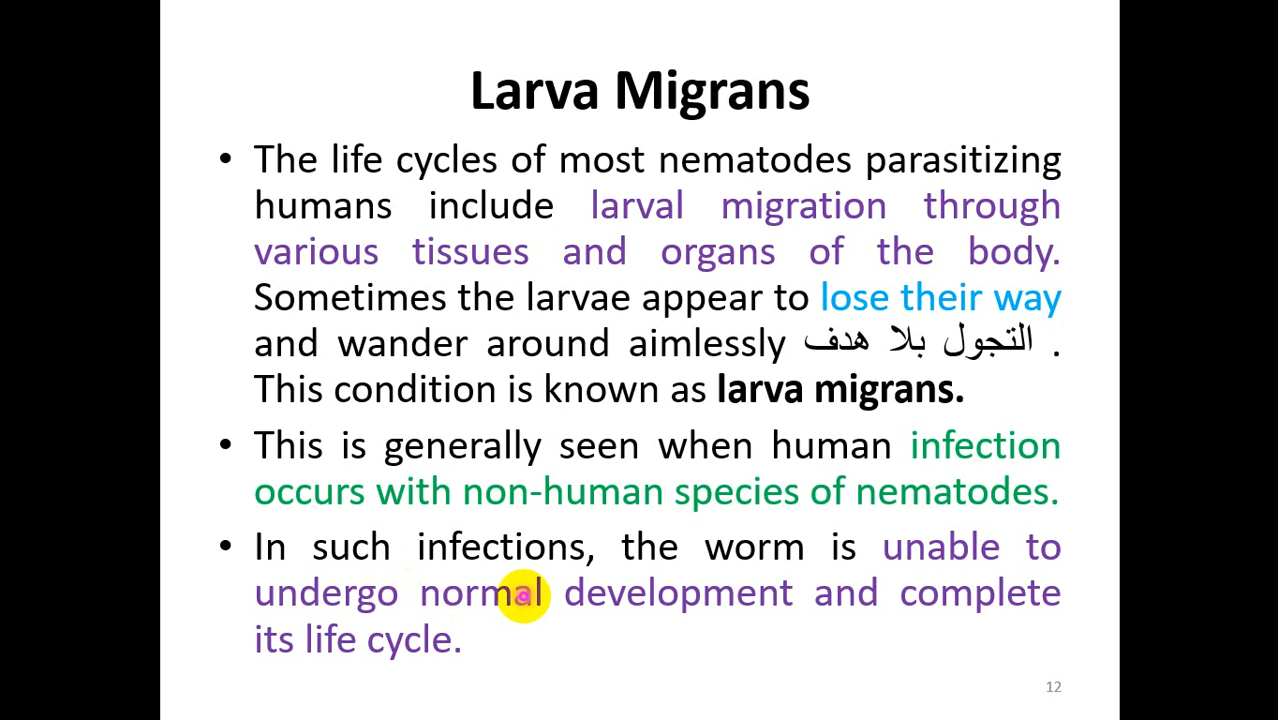 Larva Migrans
• The life cycles of most nematodes parasitizing
humans include larval migration through
various tissues and organs of the body.
Sometimes the larvae appear to lose their way
and wander around aimlessly التجول بلا هدف .
This condition is known as larva migrans.
• This is generally seen when human infection
occurs with non-human species of nematodes.
• In such infections, the worm is unable to
undergo normal development and complete
its life cycle.
12